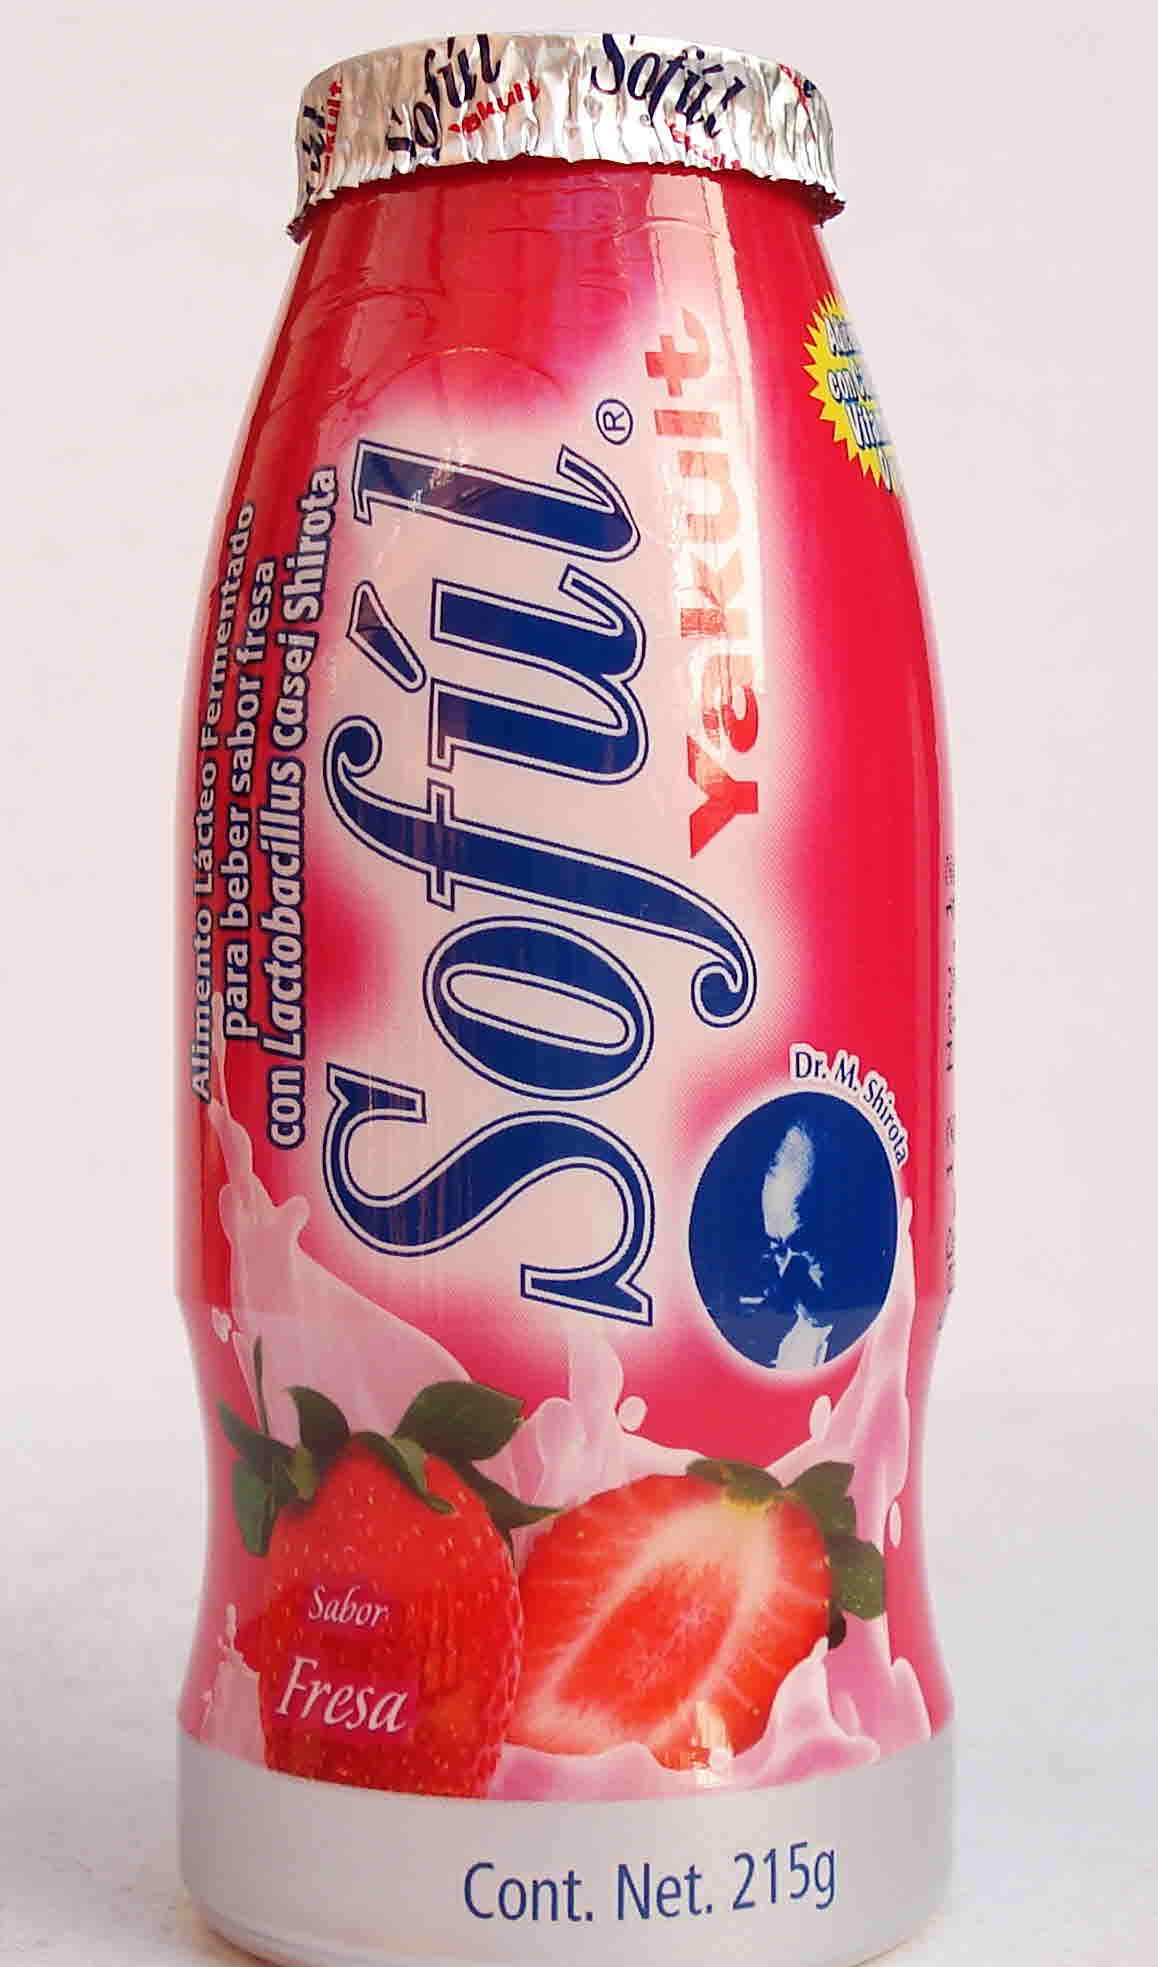 Sofúl
Yakult
Sofúl
Alimento Lácteo Fermentado
para beber sabor fresa
con Lactobacillus casei Shirota
Sofúl®
Yakult
Dr. M. Shirota
Sabor
Fresa
Cont. Net. 215g